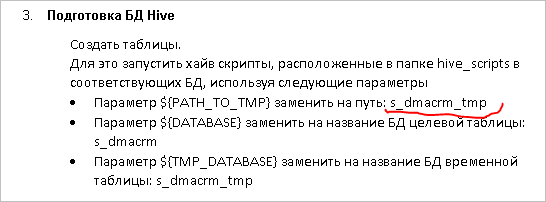 3. Подготовка БД Hive
Создать таблицы.
Для это запустить хайв скрипты, расположенные в папке hive_scripts в
соответствующих БД, используя следующие параметры
• Параметр ${PATH_TO_TMP} заменить на путь: s_dmacrm_tmp
• Параметр ${DATABASE} заменить на название БД целевой таблицы:
s_dmacrm
• Параметр ${TMP_DATABASE} заменить на название БД временной
таблицы: s_dmacrm_tmp